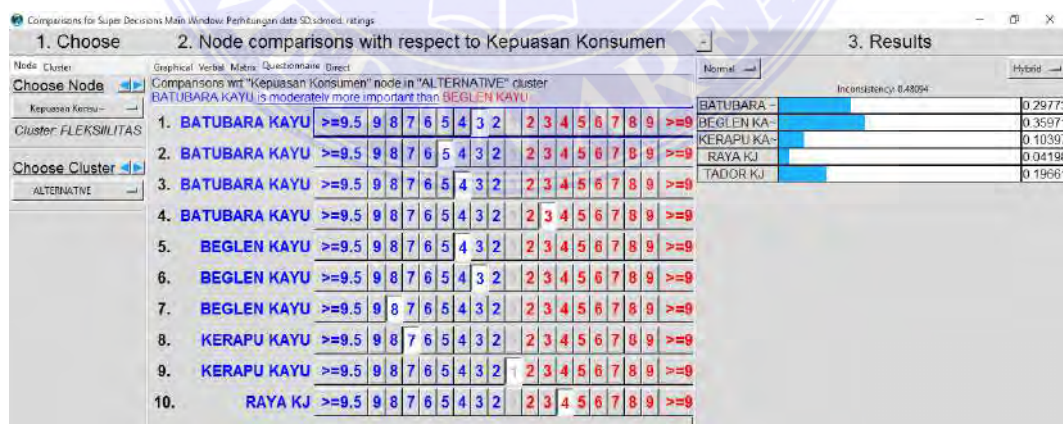 Comparisons for Super Decisions Main Window: Perhitungan data SD.sdmod: ratings
1. Choose
2. Node comparisons with respect to Kepuasan Konsumen
3. Results
Node Cluster
Choose Node
Kepuasan Konsu~
Cluster: FLEKSIILITAS
Choose Cluster
ALTERNATIVE
Graphical Verbal Matrix Questionnaire Direct
Comparisons wrt "Kepuasan Konsumen" node in "ALTERNATIVE" cluster
BATUBARA KAYU is moderately more important than BEGLEN KAYU
1. BATUBARA KAYU >=9.5 9 8 7 6 5 4 3 2 2 3 4 5 6 7 8 9 >=9
2. BATUBARA KAYU >=9.5 9 8 7 6 5 4 3 2 2 3 4 5 6 7 8 9 >=9
3. BATUBARA KAYU >=9.5 9 8 7 6 5 4 3 2 2 3 4 5 6 7 8 9 >=9
4. BATUBARA KAYU >=9.5 9 8 7 6 5 4 3 2 2 3 4 5 6 7 8 9 >=9
5. BEGLEN KAYU >=9.5 9 8 7 6 5 4 3 2 2 3 4 5 6 7 8 9 >=9
6. BEGLEN KAYU >=9.5 9 8 7 6 5 4 3 2 2 3 4 5 6 7 8 9 >=9
7. BEGLEN KAYU >=9.5 9 8 7 6 5 4 3 2 2 3 4 5 6 7 8 9 >=9
8. KERAPU KAYU >=9.5 9 8 7 6 5 4 3 2 2 3 4 5 6 7 8 9 >=9
9. KERAPU KAYU >=9.5 9 8 7 6 5 4 3 2 1 2 3 4 5 6 7 8 9 >=9
10. RAYA KJ >=9.5 9 8 7 6 5 4 3 2 2 3 4 5 6 7 8 9 >=9
Normal
Hybrid
Inconsistency: 0.48094
BATUBARA ~ 0.2977
BEGLEN KA~ 0.3597
KERAPU KA~ 0.1039
RAYA KJ 0.0419
TADOR KJ 0.1966